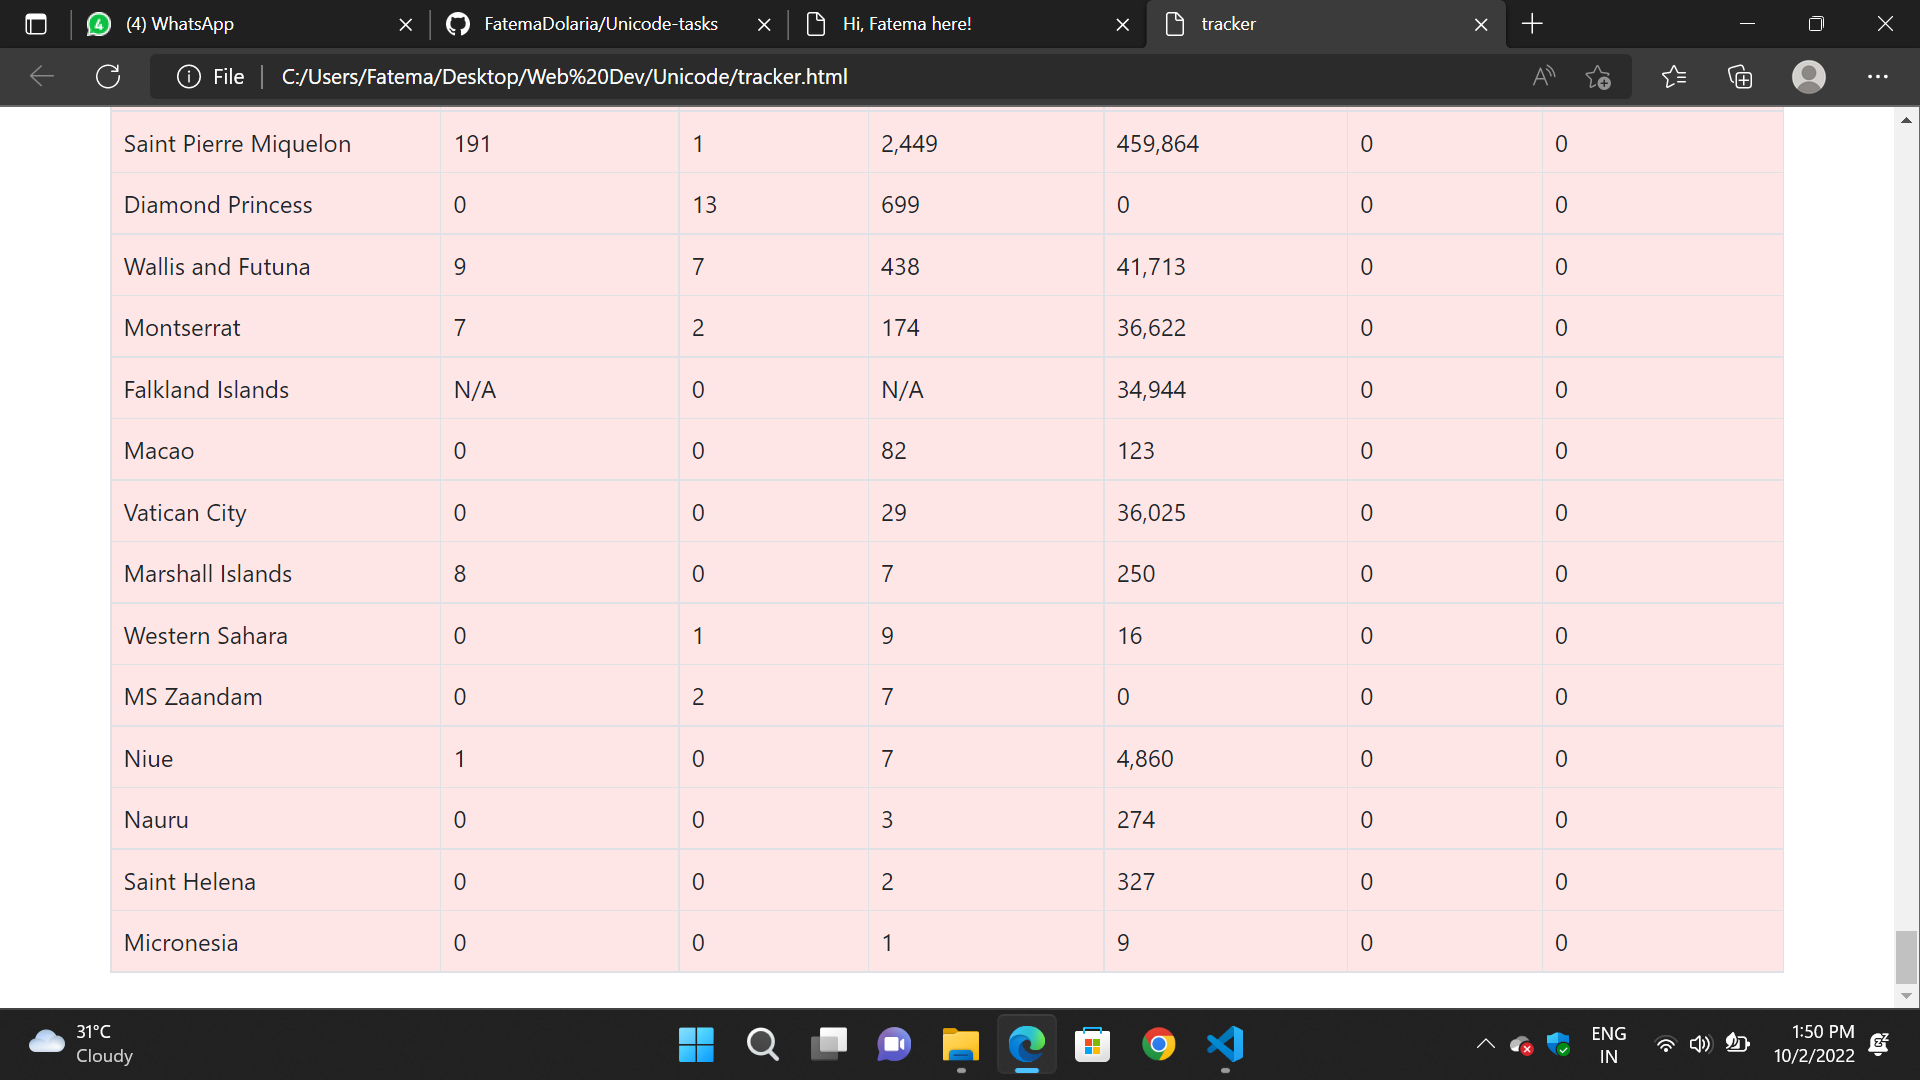 (4) WhatsApp
FatemaDolaria/Unicode-tasks
Hi, Fatema here!
tracker
File C:/Users/Fatema/Desktop/Web%20Dev/Unicode/tracker.html
Saint Pierre Miquelon 191 1 2,449 459,864 0 0
Diamond Princess 0 13 699 0 0 0
Wallis and Futuna 9 7 438 41,713 0 0
Montserrat 7 2 174 36,622 0 0
Falkland Islands N/A 0 N/A 34,944 0 0
Macao 0 0 82 123 0 0
Vatican City 0 0 29 36,025 0 0
Marshall Islands 8 0 7 250 0 0
Western Sahara 0 1 9 16 0 0
MS Zaandam 0 2 7 0 0 0
Niue 1 0 7 4,860 0 0
Nauru 0 0 3 274 0 0
Saint Helena 0 0 2 327 0 0
Micronesia 0 0 1 9 0 0
31°C
Cloudy
ENG
IN
1:50 PM
10/2/2022